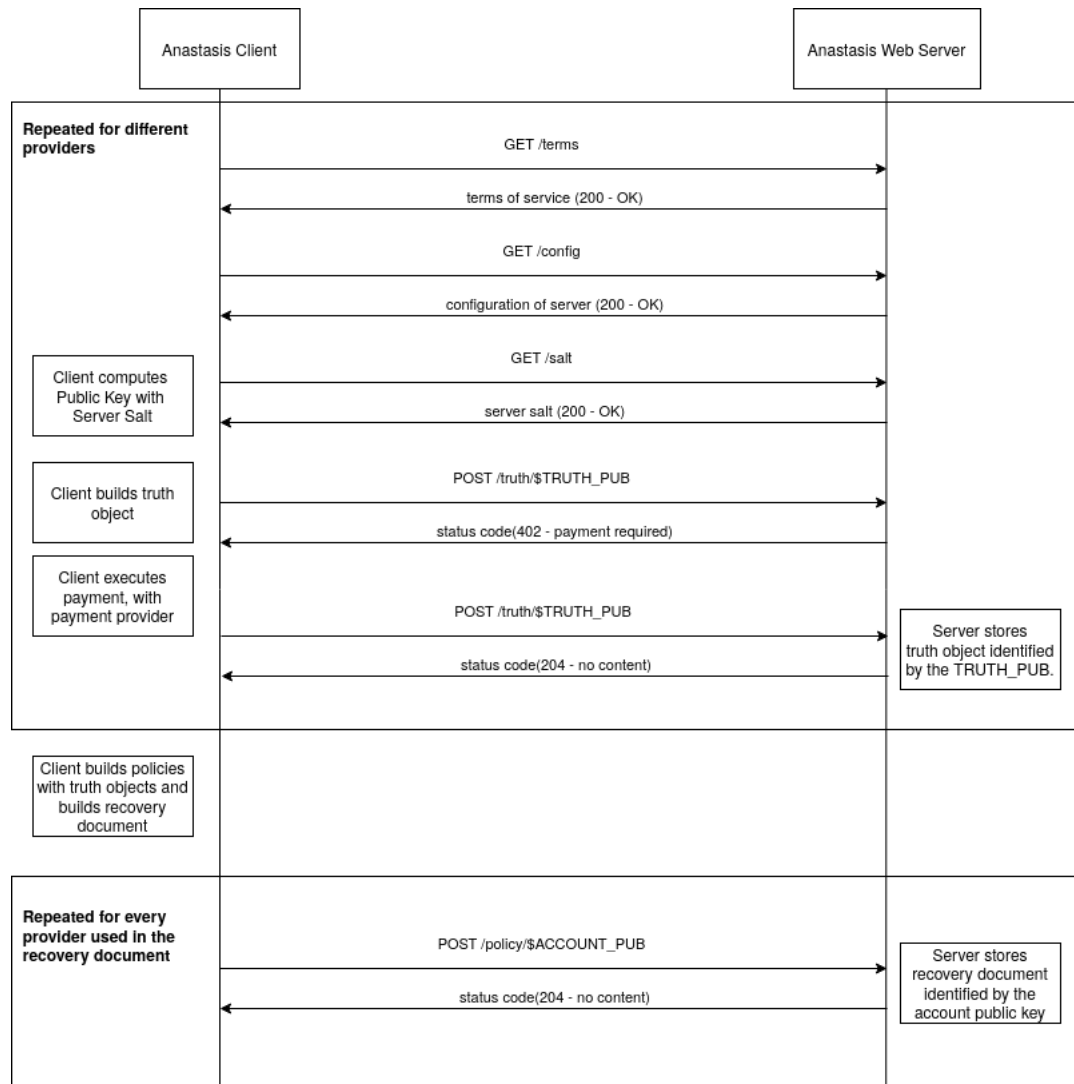 Anastasis Client
Anastasis Web Server
Repeated for different
providers
GET /terms
terms of service (200 - OK)
GET /config
configuration of server (200 - OK)
Client computes
Public Key with
Server Salt
GET /salt
server salt (200 - OK)
Client builds truth
object
POST /truth/$TRUTH_PUB
status code(402 - payment required)
Client executes
payment, with
payment provider
POST /truth/$TRUTH_PUB
Server stores
truth object identified
by the TRUTH_PUB.
status code(204 - no content)
Client builds policies
with truth objects and
builds recovery
document
Repeated for every
provider used in the
recovery document
POST /policy/$ACCOUNT_PUB
Server stores
recovery document
identified by the
account public key
status code(204 - no content)